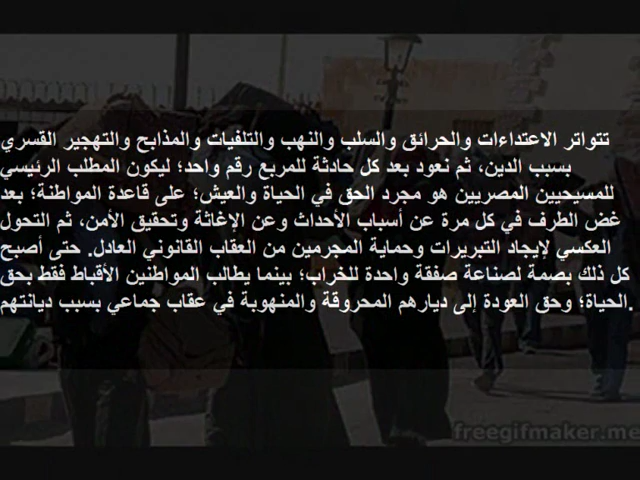 تتواتر الاعتداءات والحرائق والسلب والنهب والتلفيات والمذابح والتهجير القسري
بسبب الدين، ثم نعود بعد كل حادثة للمربع رقم واحد؛ ليكون المطلب الرئيسي
للمسيحيين المصريين هو مجرد الحق في الحياة والعيش؛ على قاعدة المواطنة؛ بعد
غض الطرف في كل مرة عن أسباب الأحداث وعن الإغاثة وتحقيق الأمن، ثم التحول
العكسي لإيجاد التبريرات وحماية المجرمين من العقاب القانوني العادل. حتى أصبح
كل ذلك بصمة لصناعة صفقة واحدة للخراب؛ بينما يطالب المواطنين الأقباط فقط بحق
الحياة؛ وحق العودة إلى ديارهم المحروقة والمنهوبة في عقاب جماعي بسبب ديانتهم.
freegifmaker.me